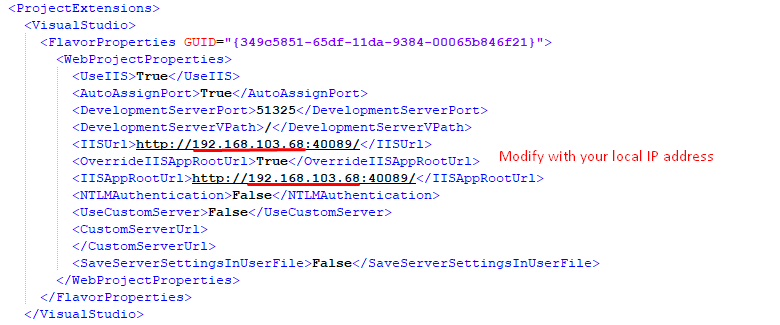 <ProjectExtensions>
<VisualStudio>
<FlavorProperties GUID="{349c5851-65df-11da-9384-00065b846f21}">
<WebProjectProperties>
<UseIIS>True</UseIIS>
<AutoAssignPort>True</AutoAssignPort>
<DevelopmentServerPort>51325</DevelopmentServerPort>
<DevelopmentServerVPath>/</DevelopmentServerVPath>
<IISUrl>http://192.168.103.68:40089/</IISUrl>
<OverrideIISAppRootUrl>True</OverrideIISAppRootUrl>
Modify with your local IP address
<IISAppRootUrl>http://192.168.103.68:40089/</IISAppRootUrl>
<NTLMAuthentication>False</NTLMAuthentication>
<UseCustomServer>False</UseCustomServer>
<CustomServerUrl>
</CustomServerUrl>
<SaveServerSettingsInUserFile>False</SaveServerSettingsInUserFile>
</WebProjectProperties>
</FlavorProperties>
</VisualStudio>